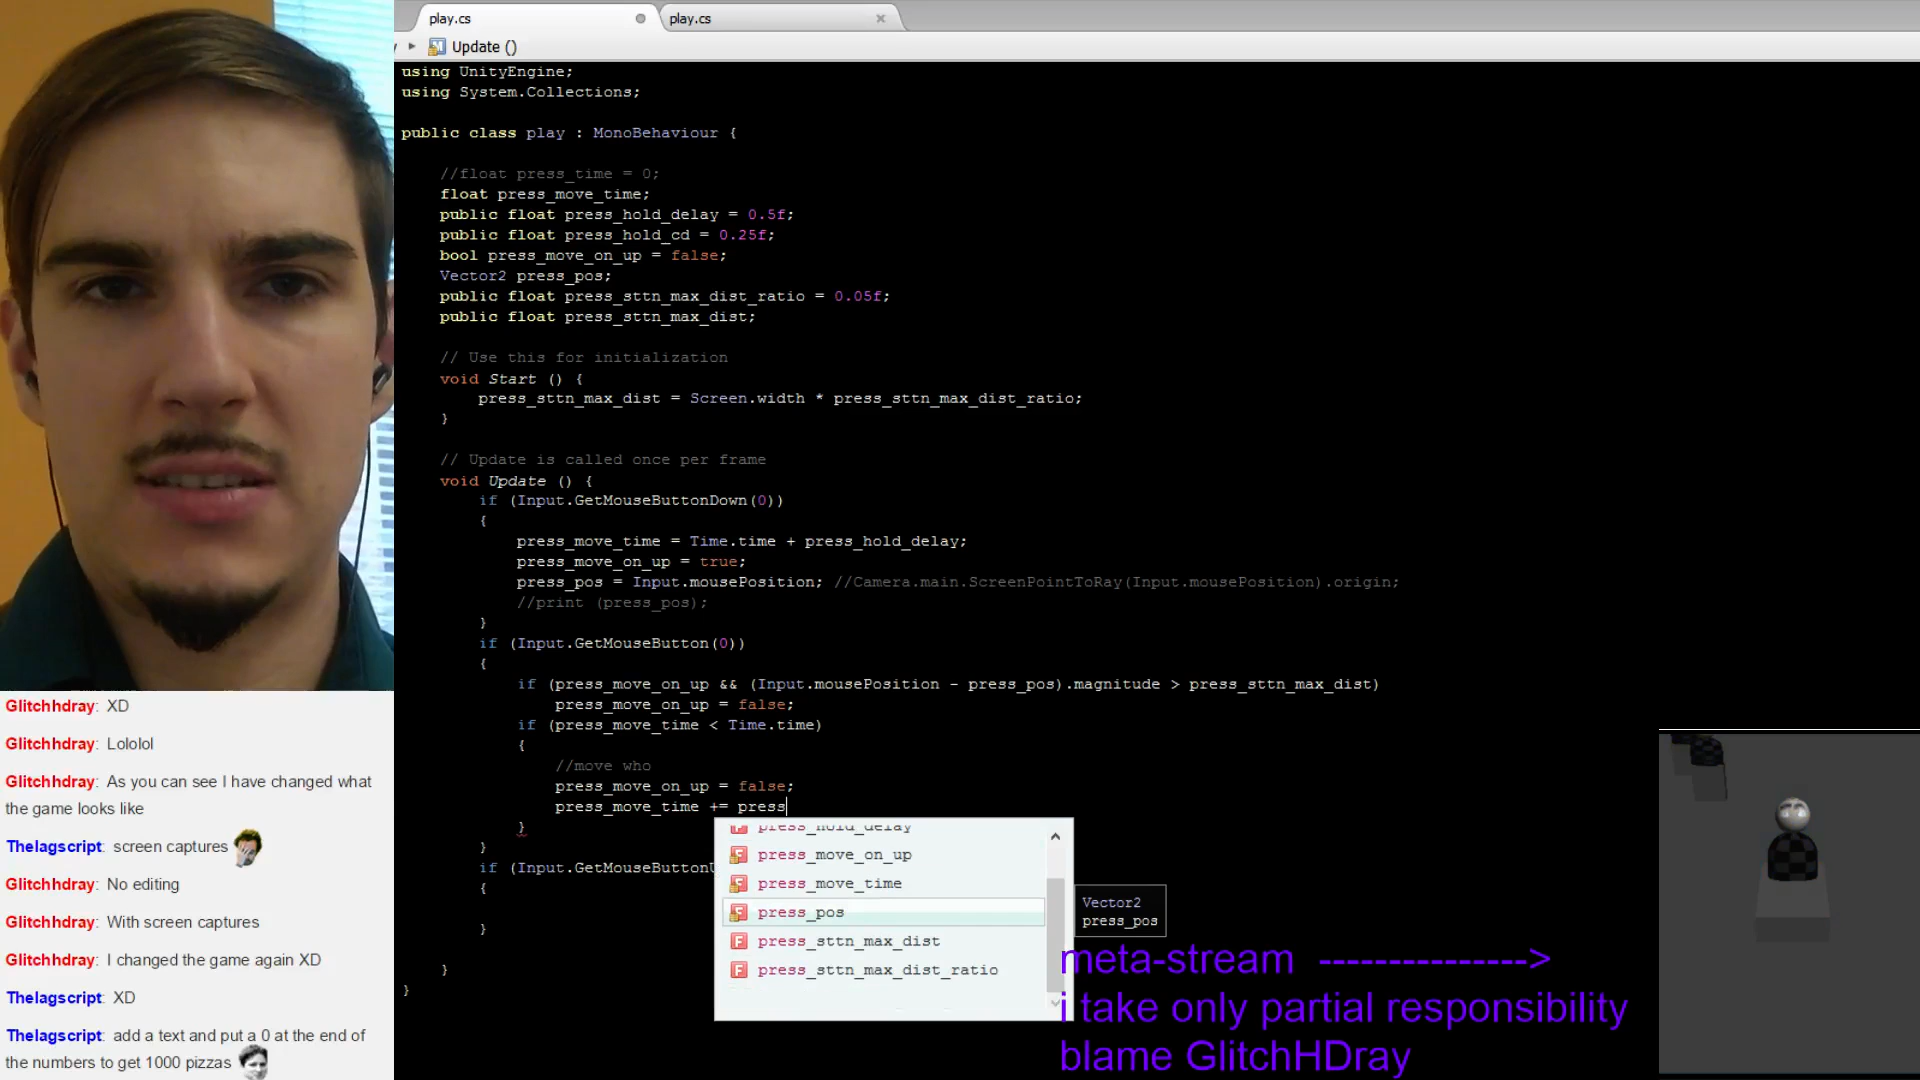 play.cs
play.cs
Update ()
using UnityEngine;
using System.Collections;
public class play : MonoBehaviour {
//float press_time = 0;
float press_move_time;
public float press_hold_delay = 0.5f;
public float press_hold_cd = 0.25f;
bool press_move_on_up = false;
Vector2 press_pos;
public float press_sttn_max_dist_ratio = 0.05f;
public float press_sttn_max_dist;
// Use this for initialization
void Start () {
press_sttn_max_dist = Screen.width * press_sttn_max_dist_ratio;
}
// Update is called once per frame
void Update () {
if (Input.GetMouseButtonDown(0))
{
press_move_time = Time.time + press_hold_delay;
press_move_on_up = true;
press_pos = Input.mousePosition; //Camera.main.ScreenPointToRay(Input.mousePosition).origin;
//print (press_pos);
}
if (Input.GetMouseButton(0))
{
if (press_move_on_up && (Input.mousePosition - press_pos).magnitude > press_sttn_max_dist)
press_move_on_up = false;
if (press_move_time < Time.time)
{
//move who
press_move_on_up = false;
press_move_time += press
}
}
if (Input.GetMouseButton
{
}
}
}
press_hold_delay
press_move_on_up
press_move_time
press_pos
press_sttn_max_dist
press_sttn_max_dist_ratio
Vector2
press_pos
Glitchhdray: XD
Glitchhdray: Lololol
Glitchhdray: As you can see I have changed what
the game looks like
Thelagscript: screen captures
Glitchhdray: No editing
Glitchhdray: With screen captures
Glitchhdray: I changed the game again XD
Thelagscript: XD
Thelagscript: add a text and put a 0 at the end of
the numbers to get 1000 pizzas
meta-stream --------------->
i take only partial responsibility
blame GlitchHDray